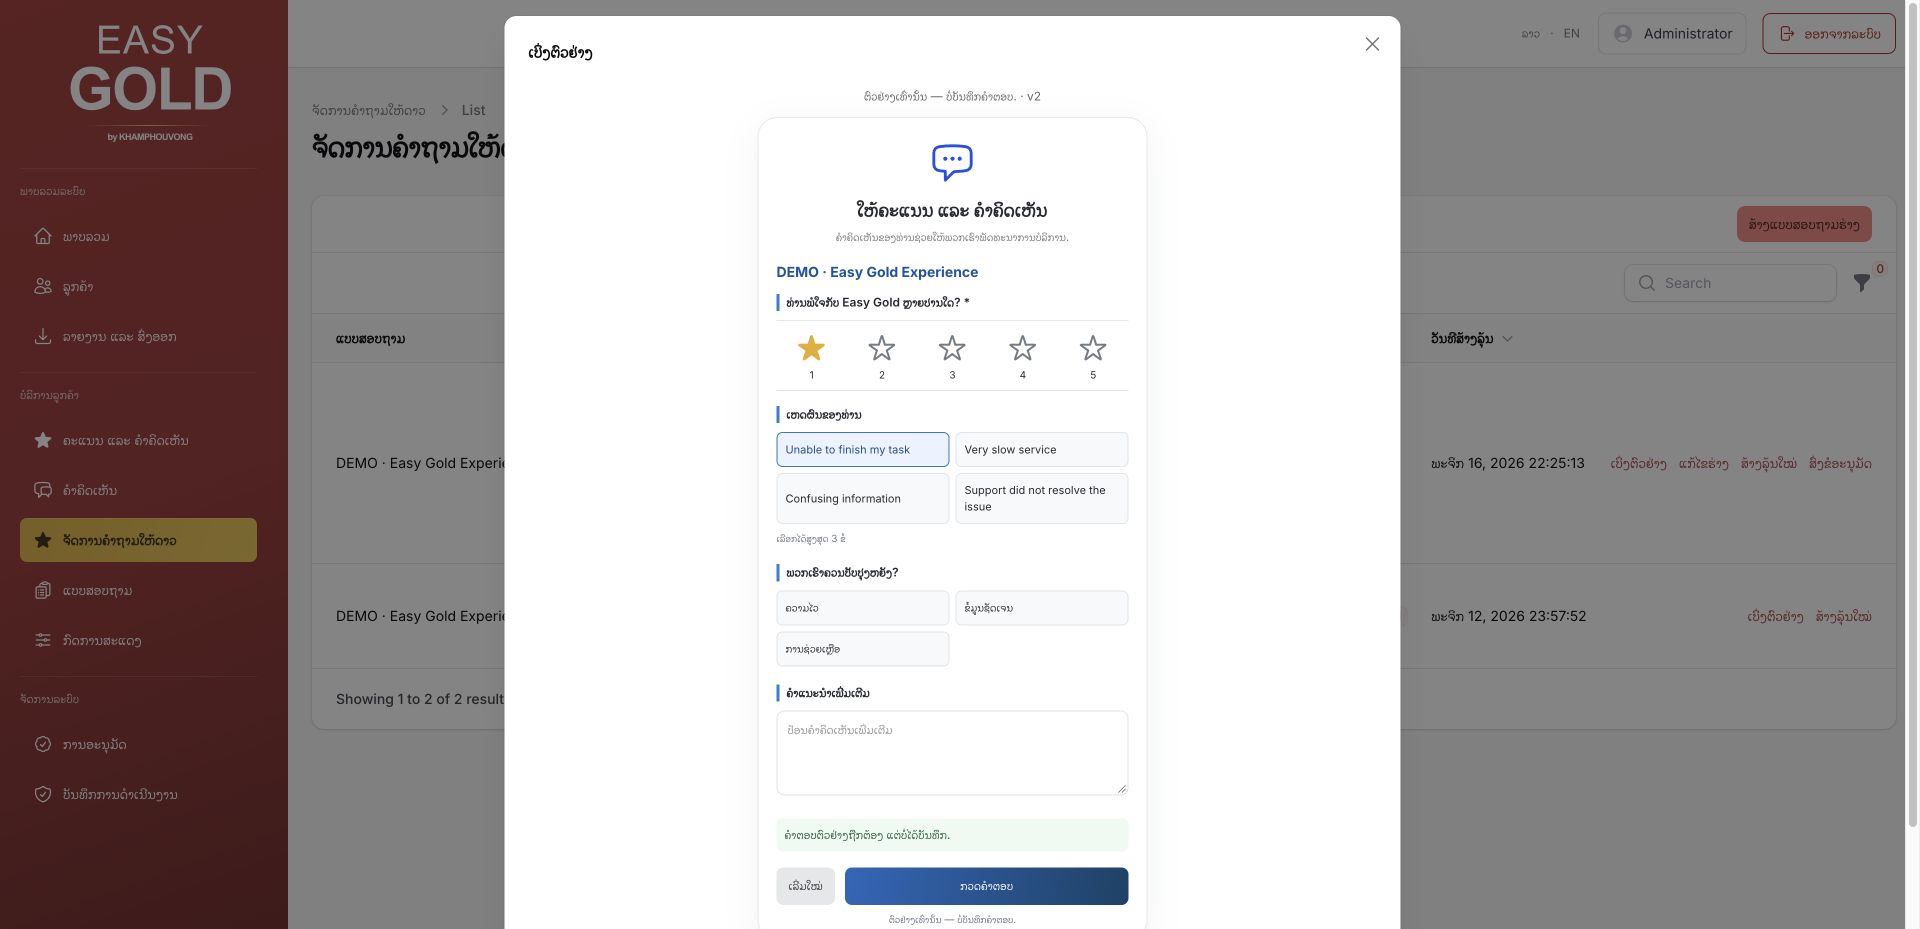 EASY
GOLD
by KHAMPHOUVONG
ພາບລວມລະບົບ
ພາບລວມ
ລູກຄ້າ
ລາຍງານ ແລະ ສົ່ງອອກ
ບໍລິການລູກຄ້າ
ຄະແນນ ແລະ ຄຳຄິດເຫັນ
ຄຳຄິດເຫັນ
ຈັດການຄຳຖາມໃຫ້ດາວ
ແບບສອບຖາມ
ກົດການສະແດງ
ຈັດການລະບົບ
ການອະນຸມັດ
ບັນທຶກການດຳເນີນງານ
ລາວ · EN
Administrator
ອອກຈາກລະບົບ
ຈັດການຄຳຖາມໃຫ້ດາວ > List
ຈັດການຄຳຖາມໃຫ້
ສ້າງແບບສອບຖາມຮ່າງ
Search
0
ແບບສອບຖາມ
ວັນທີສ້າງລຸ້ນ
DEMO · Easy Gold Experie
ພະຈິກ 16, 2026 22:25:13
ເບິ່ງຕົວຢ່າງ ແກ້ໄຂຮ່າງ ສ້າງລຸ້ນໃໝ່ ສົ່ງຂໍອະນຸມັດ
DEMO · Easy Gold Experie
ພະຈິກ 12, 2026 23:57:52
ເບິ່ງຕົວຢ່າງ ສ້າງລຸ້ນໃໝ່
Showing 1 to 2 of 2 result
ເບິ່ງຕົວຢ່າງ
ຕົວຢ່າງເທົ່ານັ້ນ — ບໍ່ບັນທຶກຄຳຕອບ. · v2
ໃຫ້ຄະແນນ ແລະ ຄຳຄິດເຫັນ
ຄຳຄິດເຫັນຂອງທ່ານຊ່ວຍໃຫ້ພວກເຮົາພັດທະນາການບໍລິການ.
DEMO · Easy Gold Experience
ທ່ານພໍໃຈກັບ Easy Gold ຫຼາຍປານໃດ? *
1 2 3 4 5
ເຫດຜົນຂອງທ່ານ
Unable to finish my task
Very slow service
Confusing information
Support did not resolve the
issue
ເລືອກໄດ້ສູງສຸດ 3 ຂໍ້
ພວກເຮົາຄວນປັບປຸງຫຍັງ?
ຄວາມໄວ
ຂໍ້ມູນຊັດເຈນ
ການຊ່ວຍເຫຼືອ
ຄຳແນະນຳເພີ່ມເຕີມ
ປ້ອນຄຳຄິດເຫັນເພີ່ມເຕີມ
ຄຳຕອບຕົວຢ່າງຖືກຕ້ອງ ແຕ່ບໍ່ໄດ້ບັນທຶກ.
ເລີ່ມໃໝ່
ກວດຄຳຕອບ
ຕົວຢ່າງເທົ່ານັ້ນ — ບໍ່ບັນທຶກຄຳຕອບ.